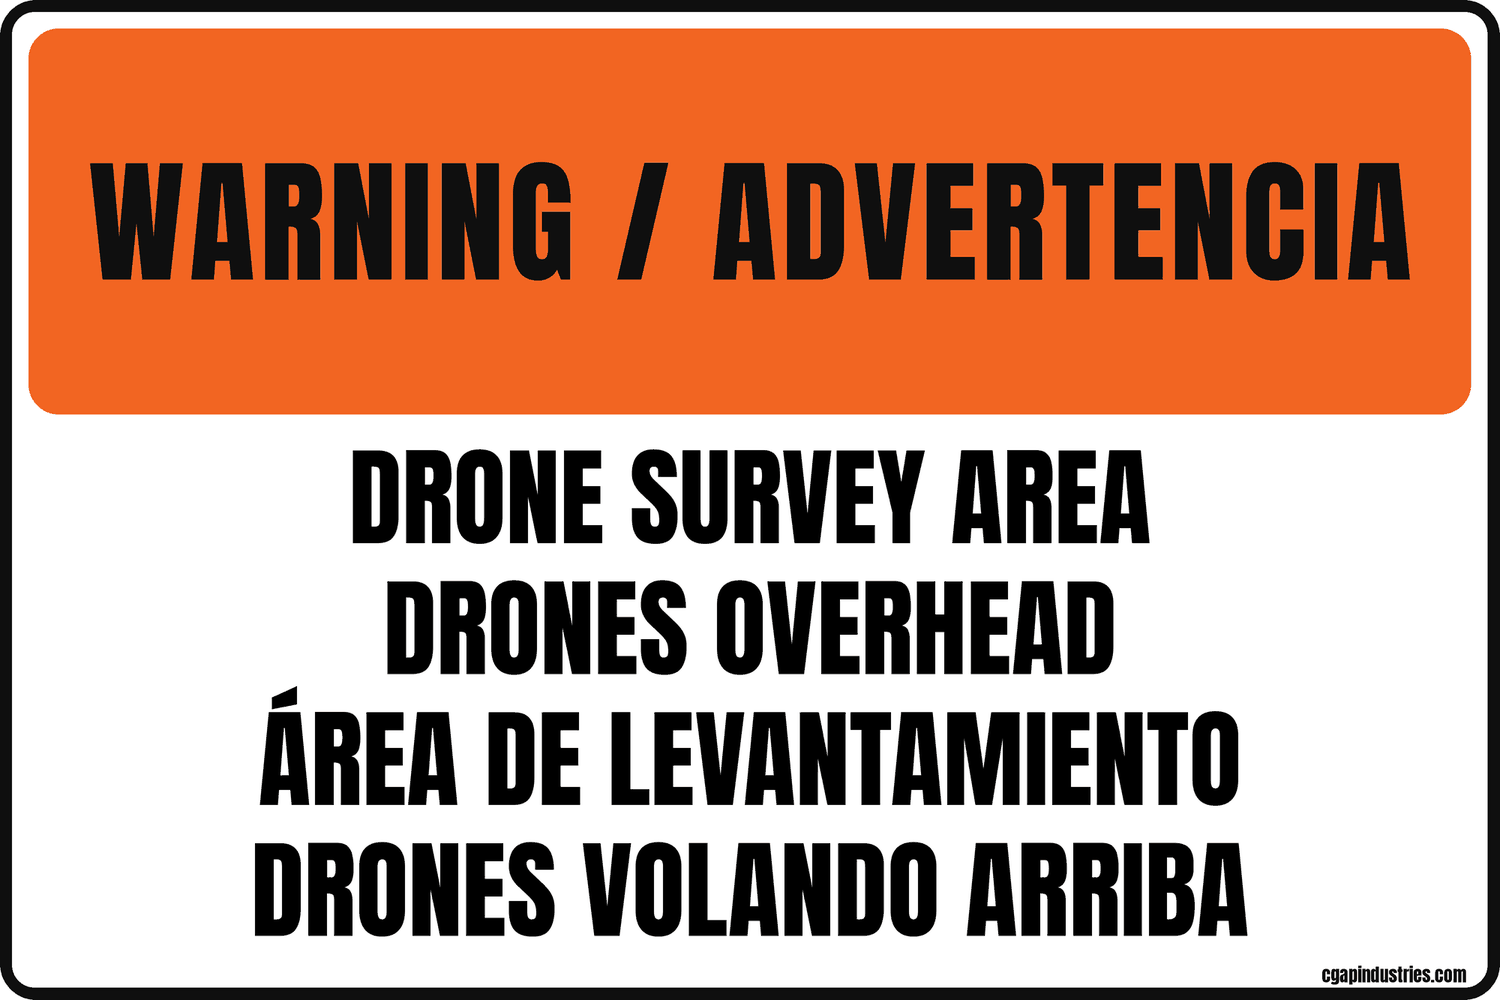 WARNING / ADVERTENCIA
DRONE SURVEY AREA
DRONES OVERHEAD
ÁREA DE LEVANTAMIENTO
DRONES VOLANDO ARRIBA
cgapindustries.com